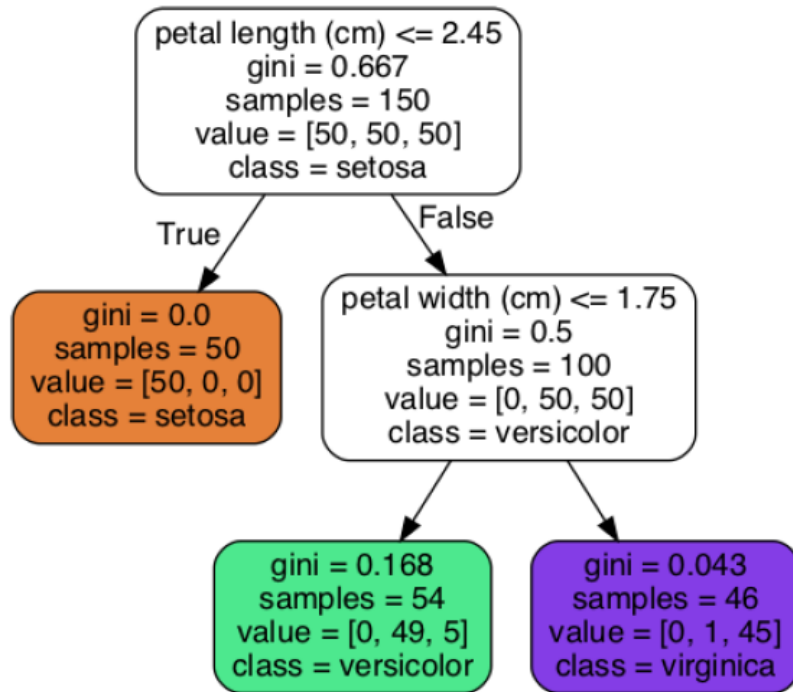 petal length (cm) <= 2.45
gini = 0.667
samples = 150
value = [50, 50, 50]
class = setosa
True
False
gini = 0.0
samples = 50
value = [50, 0, 0]
class = setosa
petal width (cm) <= 1.75
gini = 0.5
samples = 100
value = [0, 50, 50]
class = versicolor
gini = 0.168
samples = 54
value = [0, 49, 5]
class = versicolor
gini = 0.043
samples = 46
value = [0, 1, 45]
class = virginica